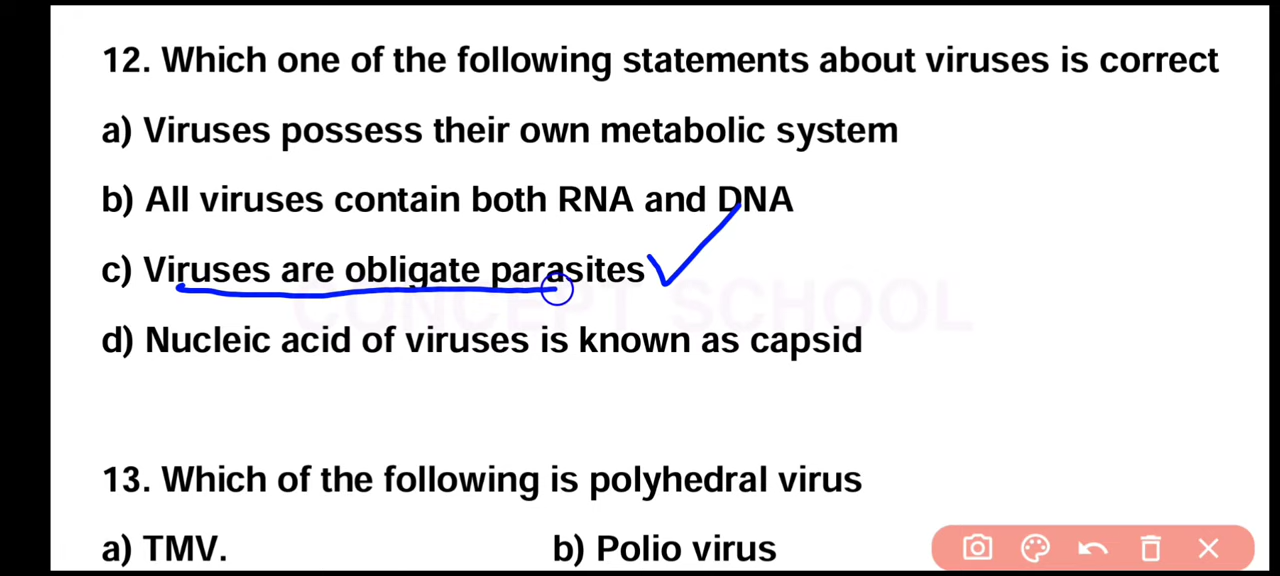 12. Which one of the following statements about viruses is correct
a) Viruses possess their own metabolic system
b) All viruses contain both RNA and DNA
c) Viruses are obligate parasites
CONCEPT SCHOOL
d) Nucleic acid of viruses is known as capsid
13. Which of the following is polyhedral virus
a) TMV. b) Polio virus